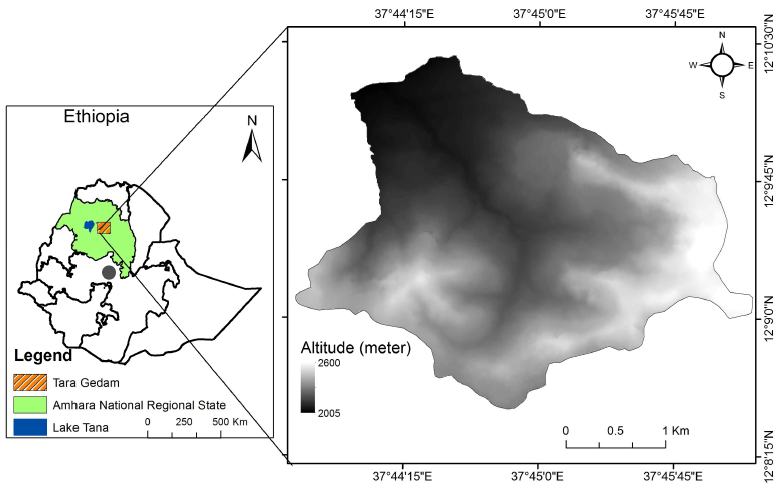 Ethiopia
N
Legend
Tara Gedam
Amhara National Regional State
Lake Tana
0 250 500 Km
37°44'15"E 37°45'0"E 37°45'45"E
N
W E
S
12°10'30"N
12°9'45"N
12°9'0"N
12°8'15"N
Altitude (meter)
2600
2005
0 0.5 1 Km
37°44'15"E 37°45'0"E 37°45'45"E